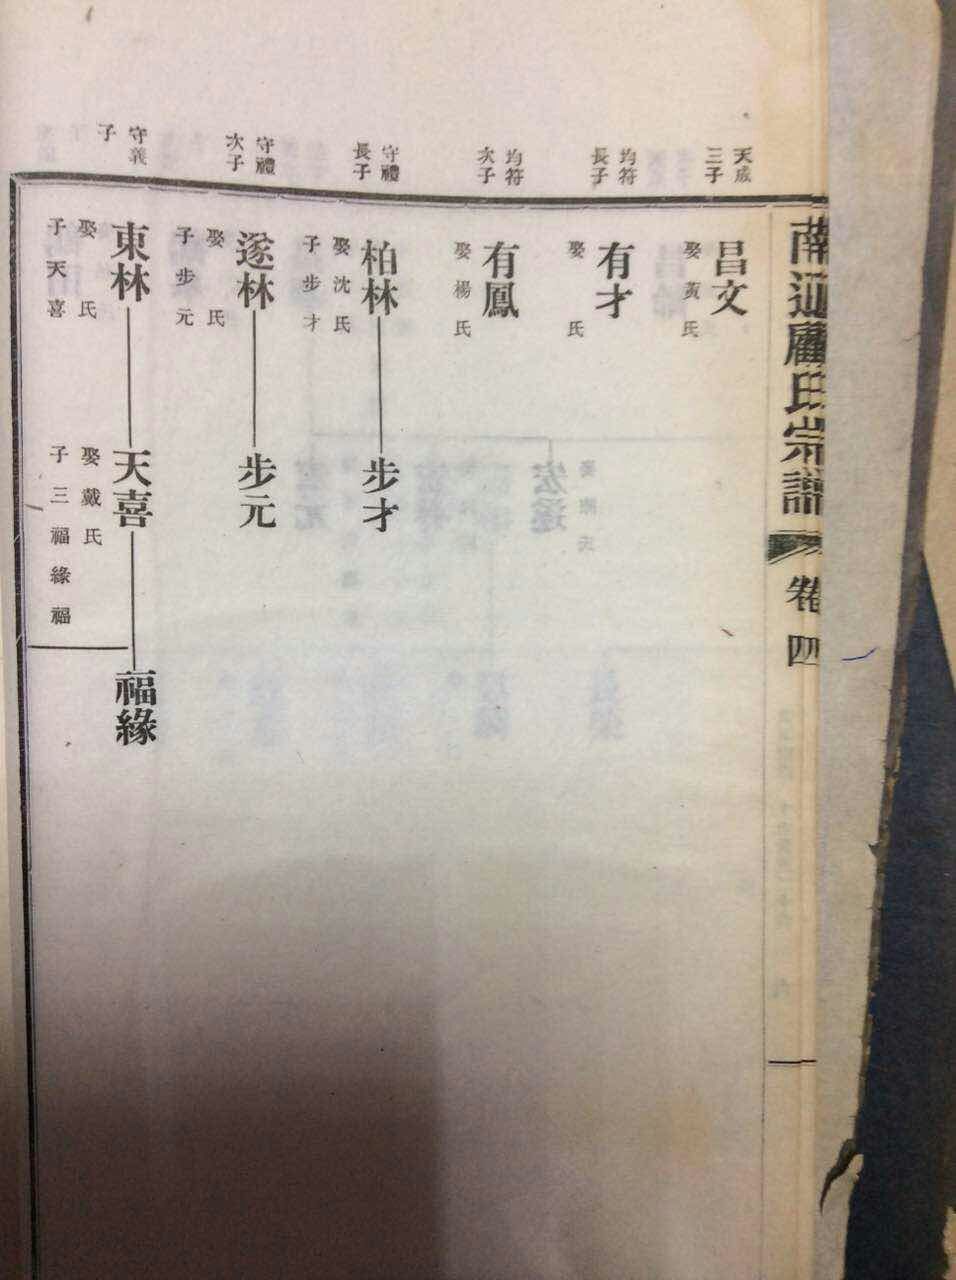 南通顧氏宗譜
卷四
天成三子
昌文
娶黃氏
均符長子
有才
娶氏
均符次子
有鳳
娶楊氏
守禮長子
柏林
娶沈氏
子步才
步才
守禮次子
遂林
娶氏
子步元
步元
守義子
東林
娶氏
子天喜
天喜
娶戴氏
子三福緣福
福緣